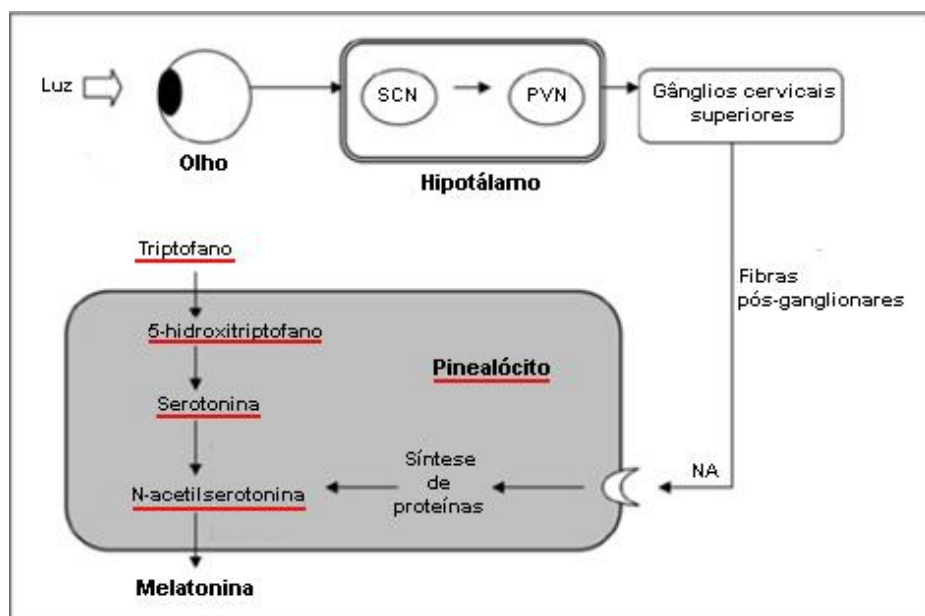 Luz
Olho
SCN
PVN
Hipotálamo
Gânglios cervicais
superiores
Fibras
pós-ganglionares
NA
Triptofano
5-hidroxitriptofano
Serotonina
N-acetilserotonina
Melatonina
Pinealócito
Síntese
de
proteínas